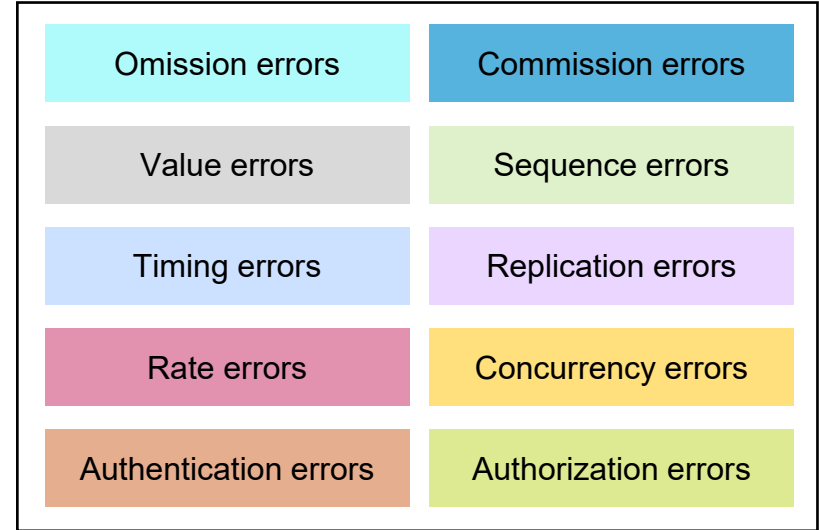 Omission errors
Commission errors
Value errors
Sequence errors
Timing errors
Replication errors
Rate errors
Concurrency errors
Authentication errors
Authorization errors